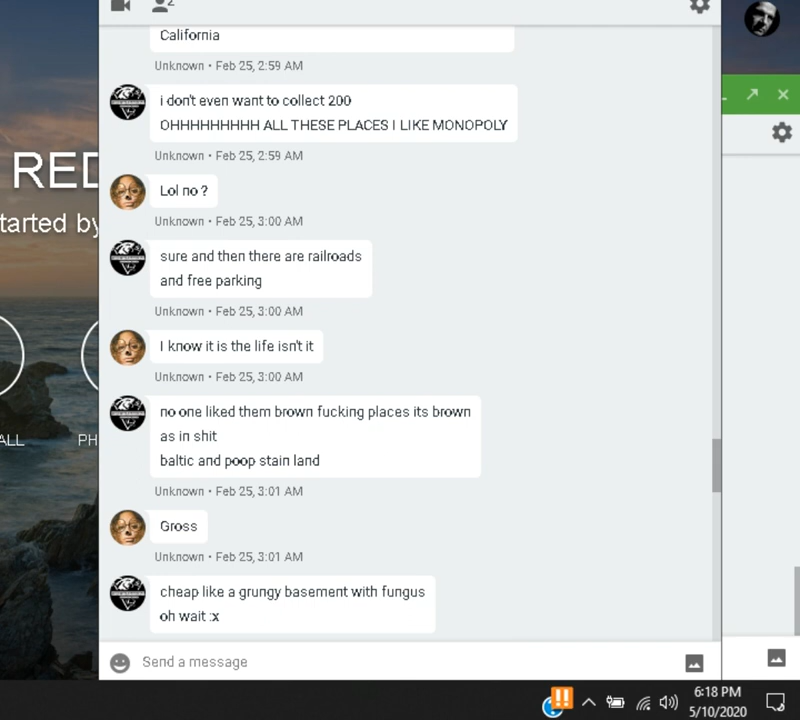 2
California
Unknown • Feb 25, 2:59 AM
i don't even want to collect 200
OHHHHHHHHH ALL THESE PLACES I LIKE MONOPOLY
Unknown • Feb 25, 2:59 AM
RED
tarted by
Lol no ?
Unknown • Feb 25, 3:00 AM
sure and then there are railroads
and free parking
Unknown • Feb 25, 3:00 AM
I know it is the life isn't it
Unknown • Feb 25, 3:00 AM
no one liked them brown fucking places its brown
as in shit
baltic and poop stain land
ALL
PH
Unknown • Feb 25, 3:01 AM
Gross
Unknown • Feb 25, 3:01 AM
cheap like a grungy basement with fungus
oh wait :x
Send a message
6:18 PM
5/10/2020